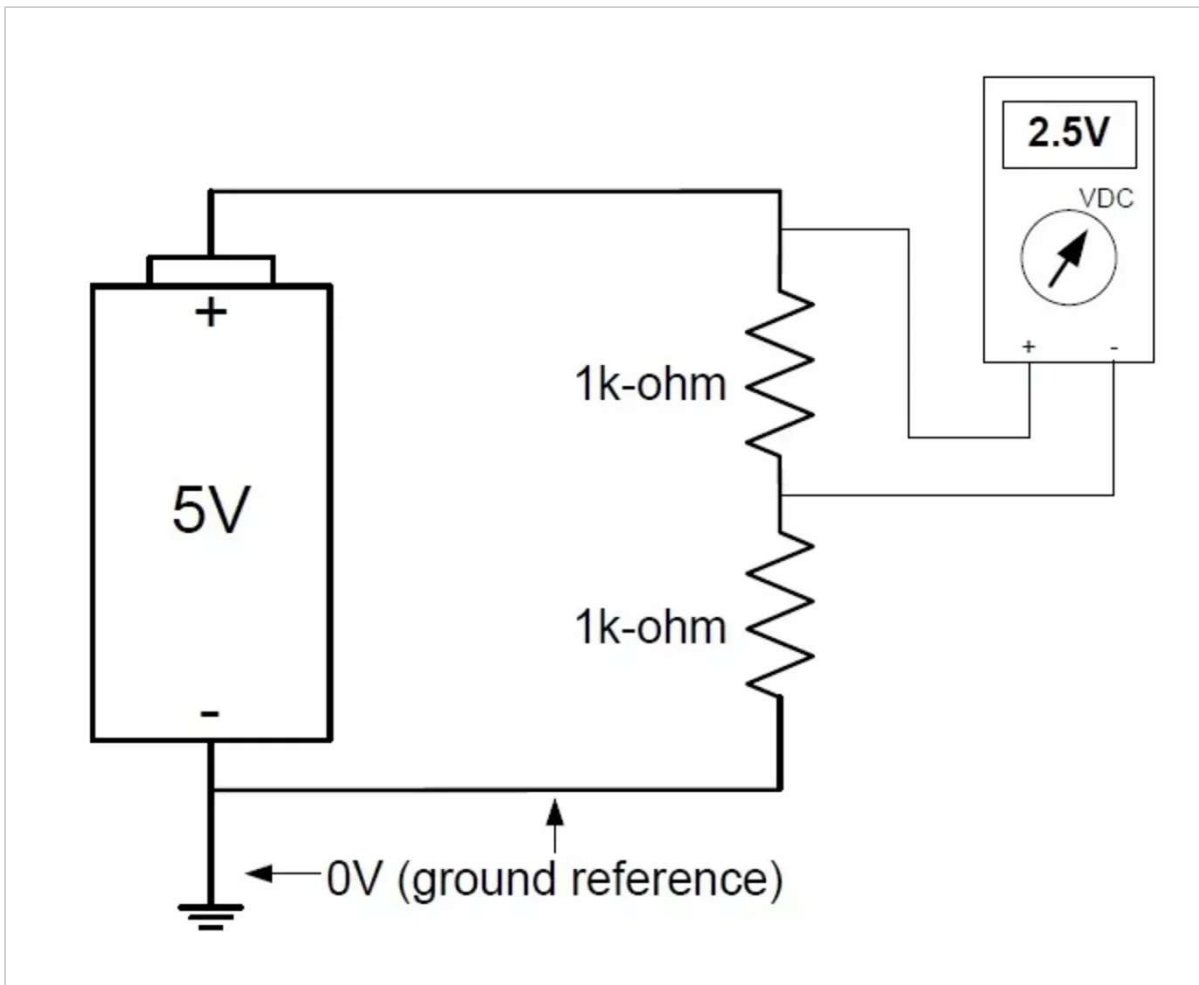 2.5V
VDC
+ -
+
1k-ohm
5V
1k-ohm
-
0V (ground reference)